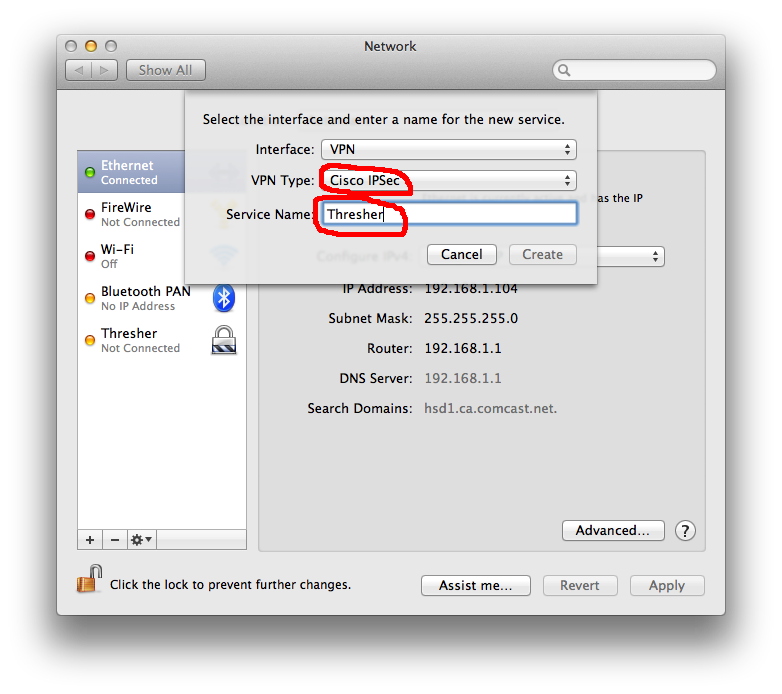 Network
Show All
Select the interface and enter a name for the new service.
Interface: VPN
VPN Type: Cisco IPSec
Service Name: Thresher
Cancel Create
Ethernet
Connected
FireWire
Not Connected
Wi-Fi
Off
Bluetooth PAN
No IP Address
Thresher
Not Connected
has the IP
Configure IPv4:
IP Address: 192.168.1.104
Subnet Mask: 255.255.255.0
Router: 192.168.1.1
DNS Server: 192.168.1.1
Search Domains: hsd1.ca.comcast.net.
Advanced... ?
Click the lock to prevent further changes.
Assist me... Revert Apply